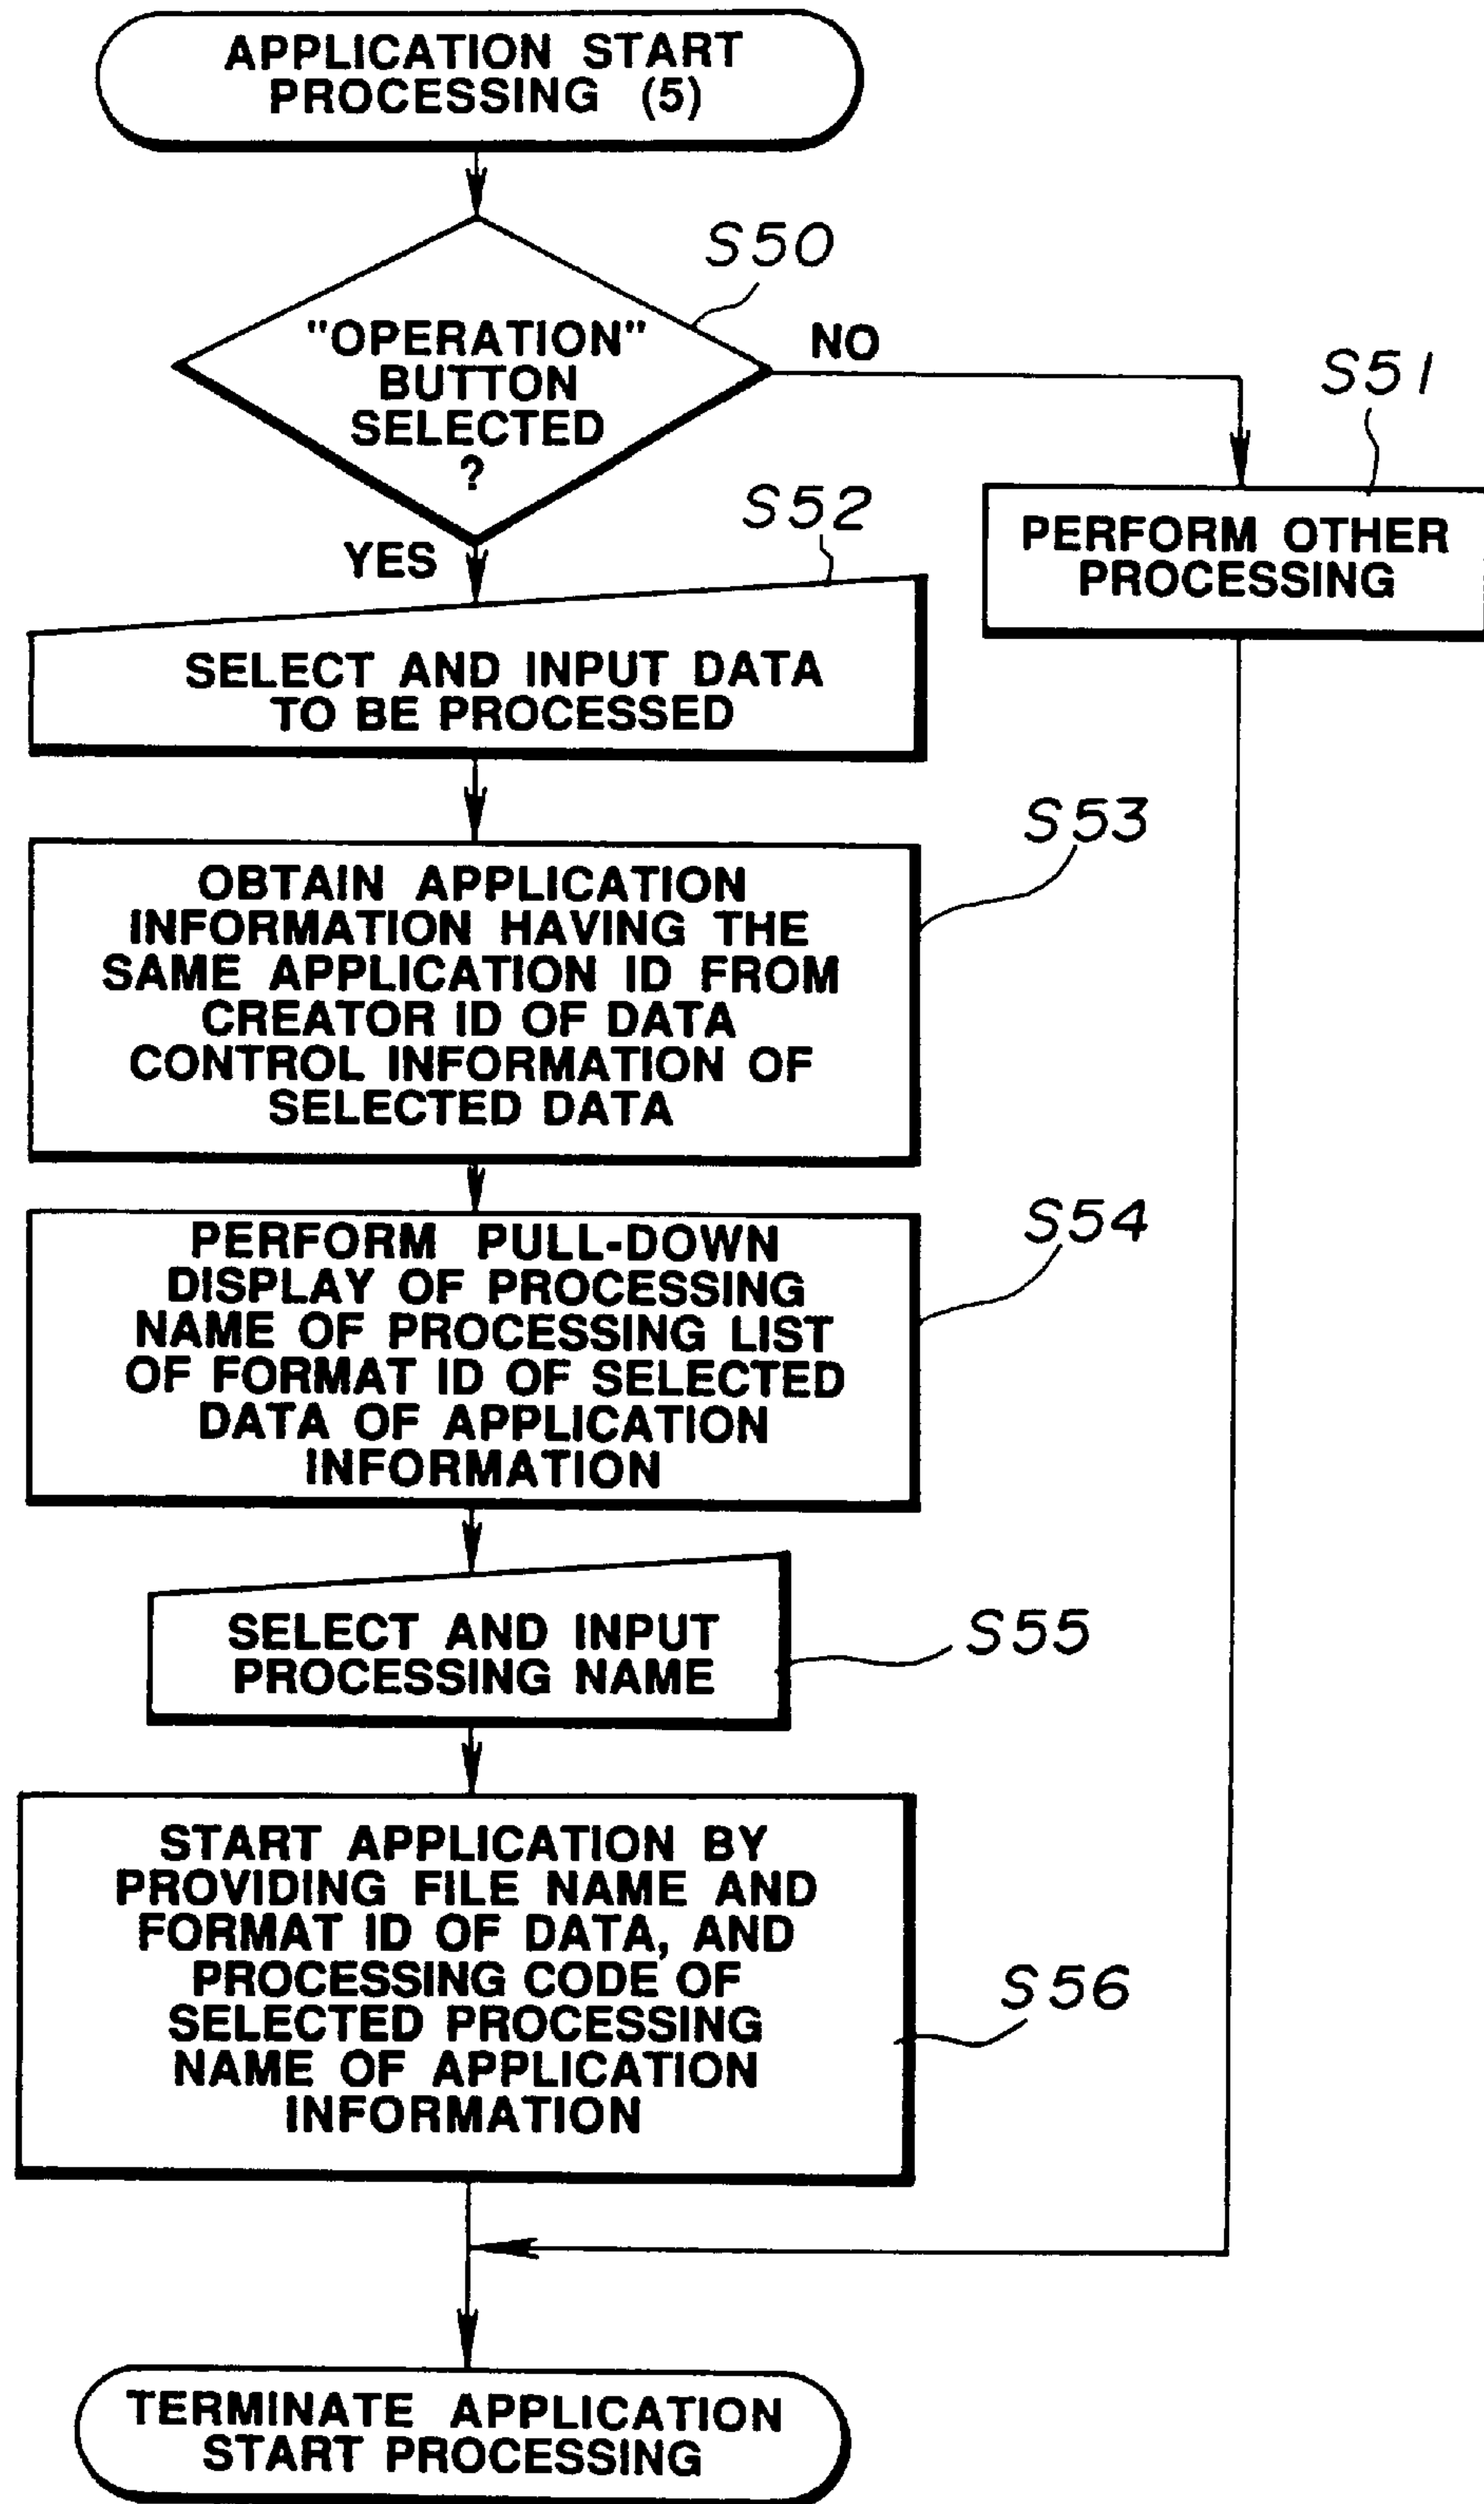 APPLICATION START
PROCESSING (5)
S50
"OPERATION"
BUTTON
SELECTED
?
NO
YES
S51
PERFORM OTHER
PROCESSING
S52
SELECT AND INPUT DATA
TO BE PROCESSED
S53
OBTAIN APPLICATION
INFORMATION HAVING THE
SAME APPLICATION ID FROM
CREATOR ID OF DATA
CONTROL INFORMATION OF
SELECTED DATA
S54
PERFORM PULL-DOWN
DISPLAY OF PROCESSING
NAME OF PROCESSING LIST
OF FORMAT ID OF SELECTED
DATA OF APPLICATION
INFORMATION
SELECT AND INPUT
PROCESSING NAME
S55
START APPLICATION BY
PROVIDING FILE NAME AND
FORMAT ID OF DATA, AND
PROCESSING CODE OF
SELECTED PROCESSING
NAME OF APPLICATION
INFORMATION
S56
TERMINATE APPLICATION
START PROCESSING